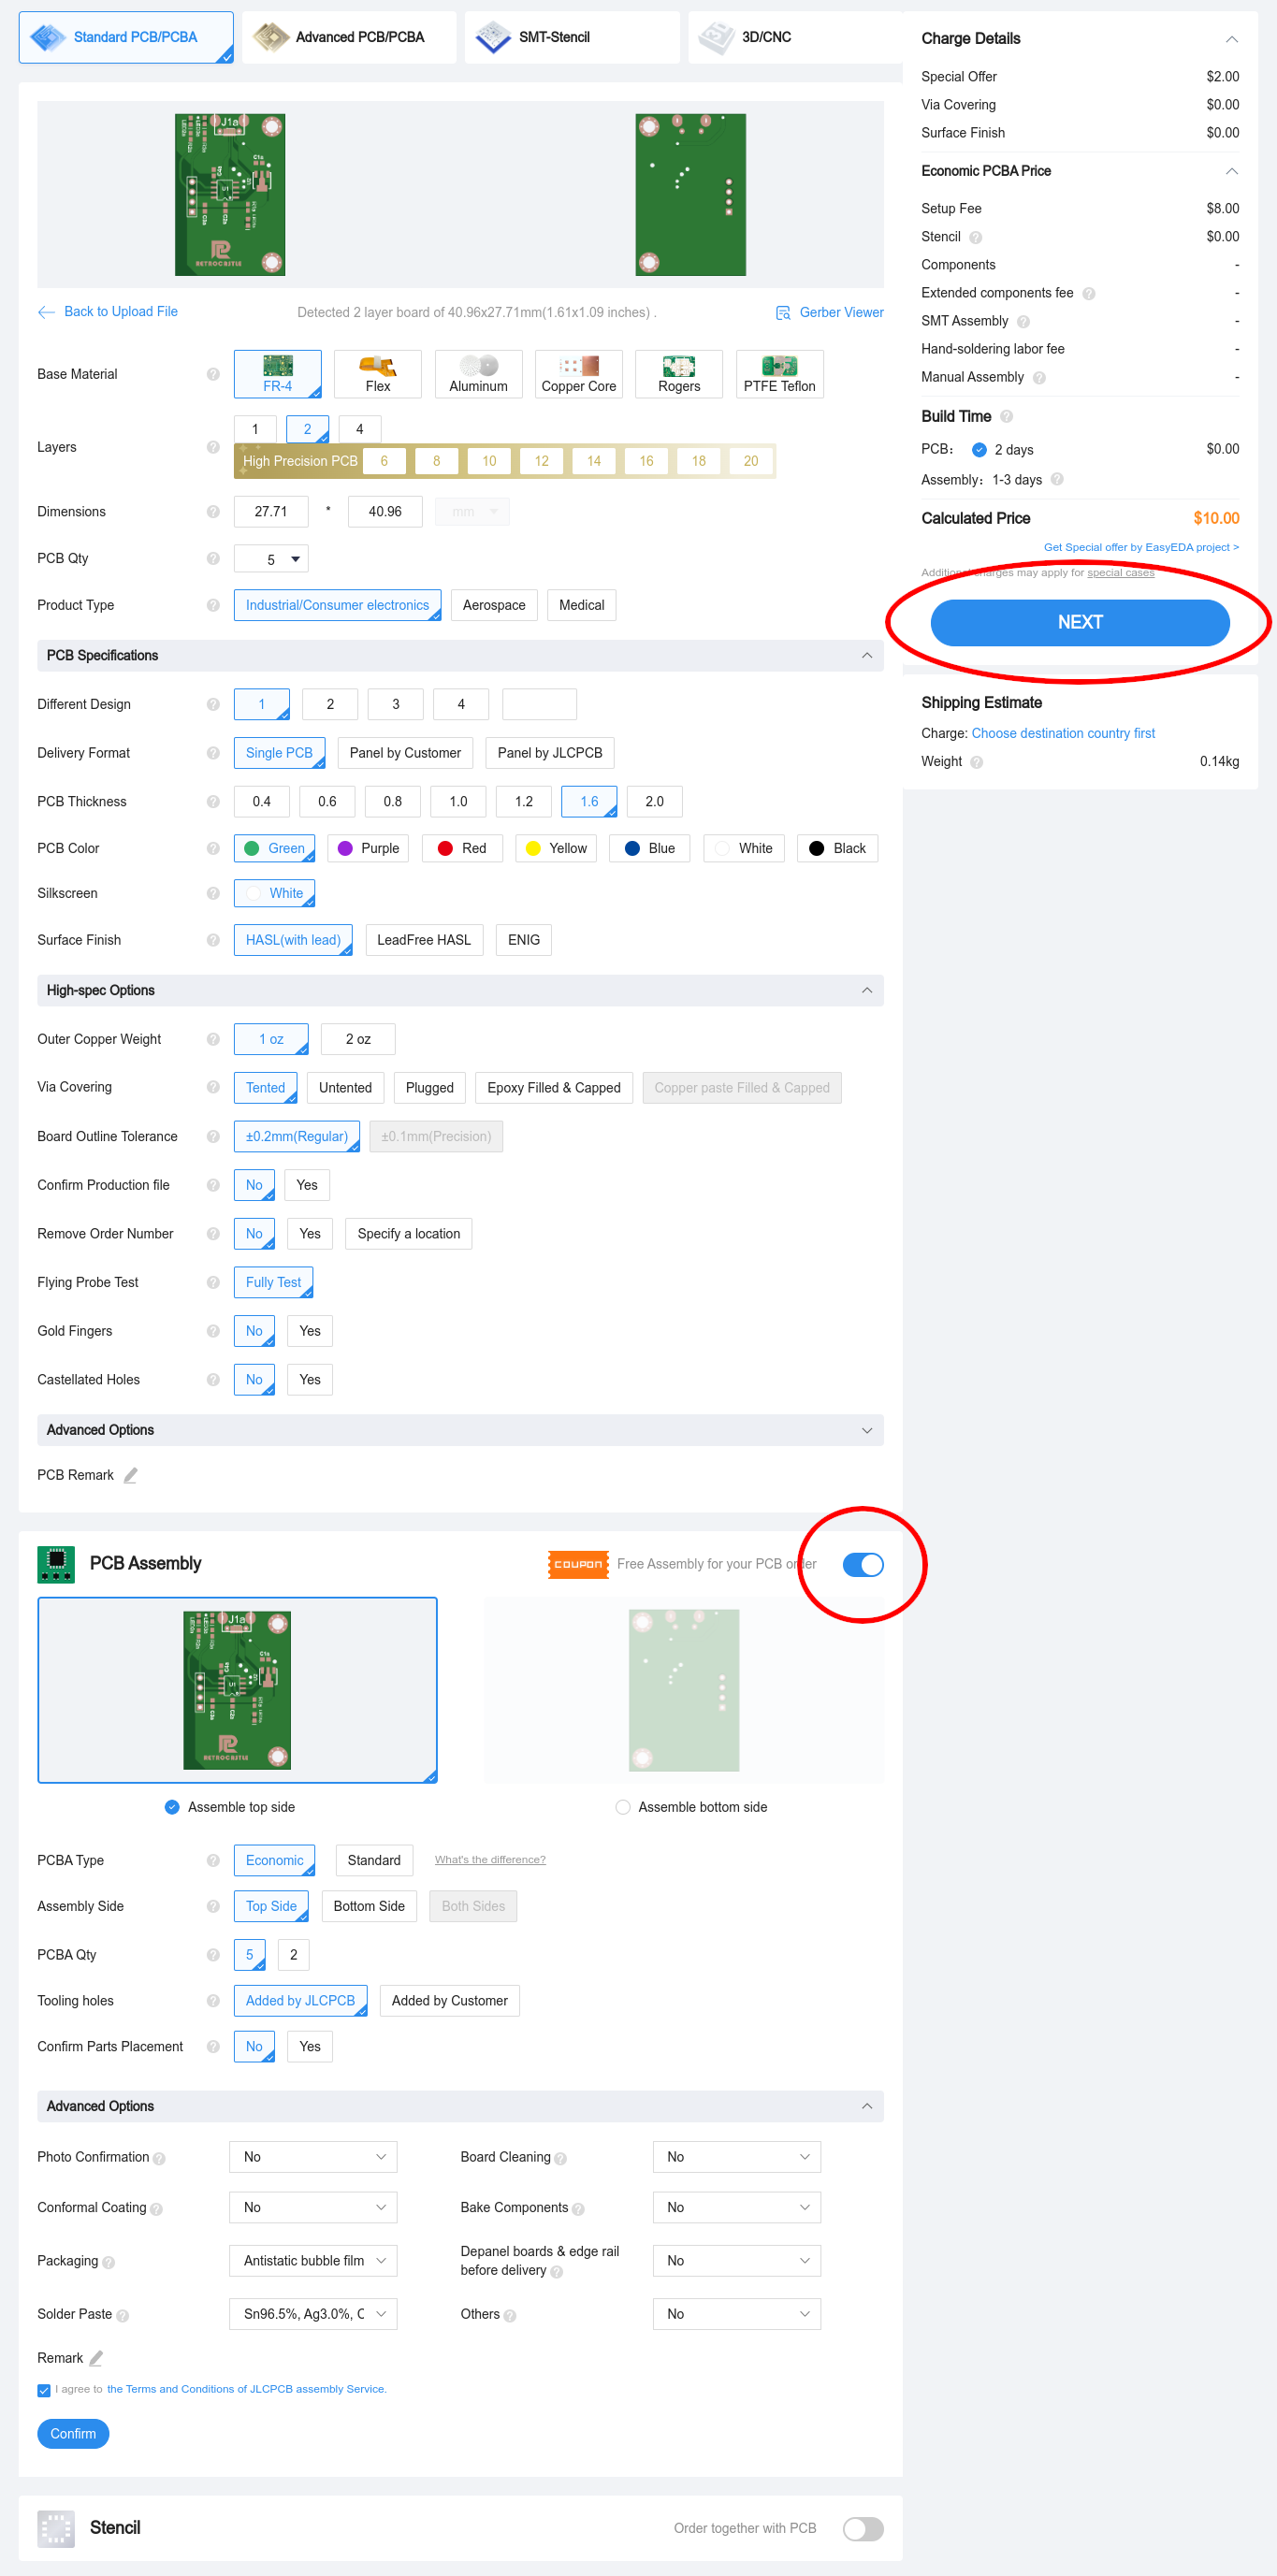 Standard PCB/PCBA
Advanced PCB/PCBA
SMT-Stencil
3D/CNC
J1a
C1a
U1
RETROCASTLE
Back to Upload File
Detected 2 layer board of 40.96x27.71mm(1.61x1.09 inches) .
Gerber Viewer
Base Material
FR-4 Flex Aluminum Copper Core Rogers PTFE Teflon
Layers
1 2 4
High Precision PCB 6 8 10 12 14 16 18 20
Dimensions 27.71 * 40.96 mm
PCB Qty 5
Product Type Industrial/Consumer electronics Aerospace Medical
PCB Specifications
Different Design 1 2 3 4
Delivery Format Single PCB Panel by Customer Panel by JLCPCB
PCB Thickness 0.4 0.6 0.8 1.0 1.2 1.6 2.0
PCB Color Green Purple Red Yellow Blue White Black
Silkscreen White
Surface Finish HASL(with lead) LeadFree HASL ENIG
High-spec Options
Outer Copper Weight 1 oz 2 oz
Via Covering Tented Untented Plugged Epoxy Filled & Capped Copper paste Filled & Capped
Board Outline Tolerance ±0.2mm(Regular) ±0.1mm(Precision)
Confirm Production file No Yes
Remove Order Number No Yes Specify a location
Flying Probe Test Fully Test
Gold Fingers No Yes
Castellated Holes No Yes
Advanced Options
PCB Remark
PCB Assembly
COUPON Free Assembly for your PCB order
J1a
C1a
U1
RETROCASTLE
Assemble top side
Assemble bottom side
PCBA Type Economic Standard What's the difference?
Assembly Side Top Side Bottom Side Both Sides
PCBA Qty 5 2
Tooling holes Added by JLCPCB Added by Customer
Confirm Parts Placement No Yes
Advanced Options
Photo Confirmation No
Board Cleaning No
Conformal Coating No
Bake Components No
Packaging Antistatic bubble film
Depanel boards & edge rail
before delivery No
Solder Paste Sn96.5%, Ag3.0%, C
Others No
Remark
I agree to the Terms and Conditions of JLCPCB assembly Service.
Confirm
Stencil
Order together with PCB
Charge Details
Special Offer $2.00
Via Covering $0.00
Surface Finish $0.00
Economic PCBA Price
Setup Fee $8.00
Stencil $0.00
Components -
Extended components fee -
SMT Assembly -
Hand-soldering labor fee -
Manual Assembly -
Build Time
PCB: 2 days $0.00
Assembly: 1-3 days
Calculated Price $10.00
Get Special offer by EasyEDA project >
Additional charges may apply for special cases
NEXT
Shipping Estimate
Charge: Choose destination country first
Weight 0.14kg